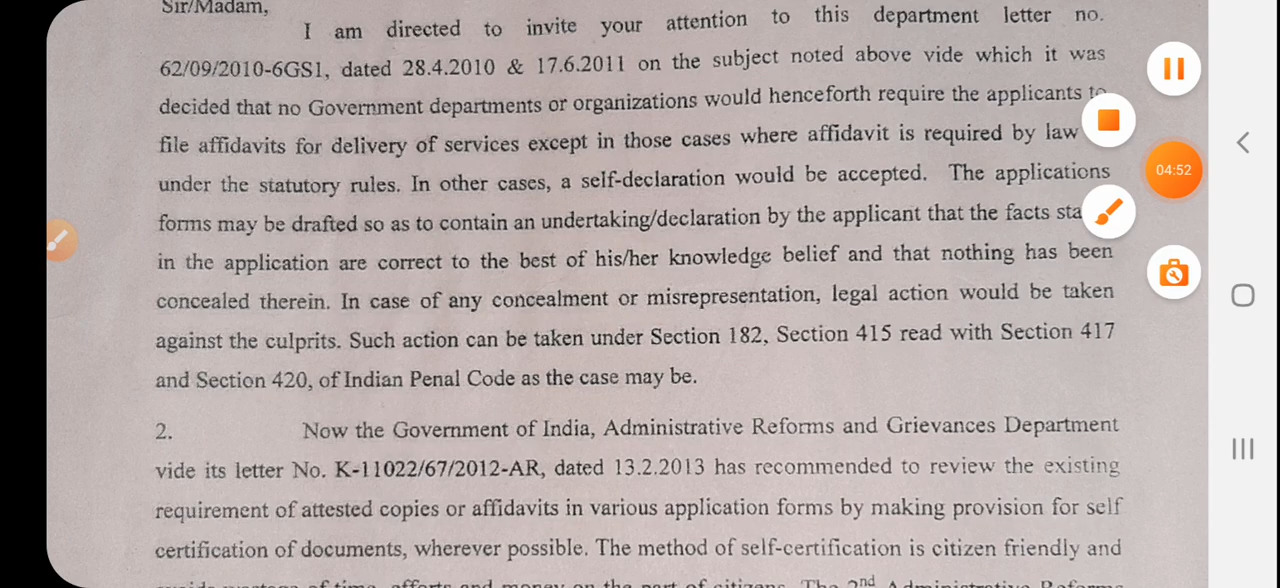 Sir/Madam,
I am directed to invite your attention to this department letter no.
62/09/2010-6GS1, dated 28.4.2010 & 17.6.2011 on the subject noted above vide which it was
decided that no Government departments or organizations would henceforth require the applicants to
file affidavits for delivery of services except in those cases where affidavit is required by law
under the statutory rules. In other cases, a self-declaration would be accepted. The applications
forms may be drafted so as to contain an undertaking/declaration by the applicant that the facts
in the application are correct to the best of his/her knowledge belief and that nothing has been
concealed therein. In case of any concealment or misrepresentation, legal action would be taken
against the culprits. Such action can be taken under Section 182, Section 415 read with Section 417
and Section 420, of Indian Penal Code as the case may be.
2. Now the Government of India, Administrative Reforms and Grievances Department
vide its letter No. K-11022/67/2012-AR, dated 13.2.2013 has recommended to review the existing
requirement of attested copies or affidavits in various application forms by making provision for self
certification of documents, wherever possible. The method of self-certification is citizen friendly and
04:52